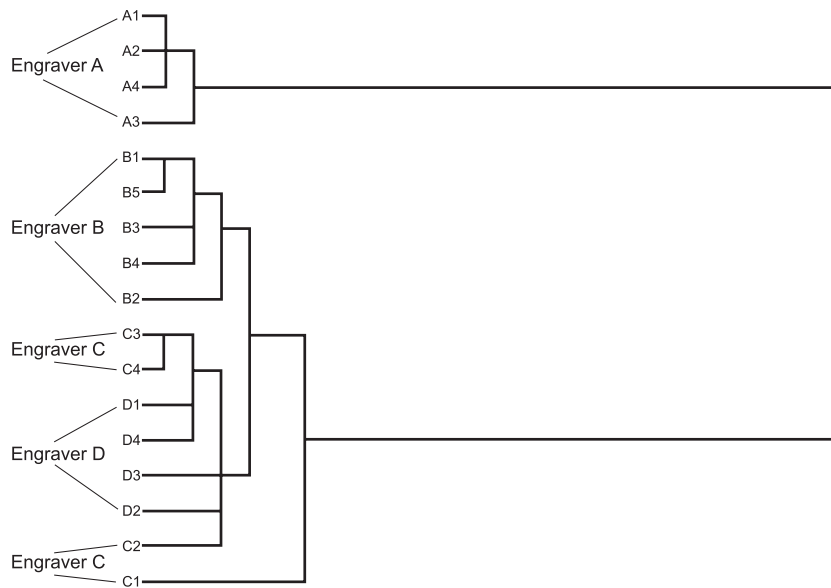 A1
A2
Engraver A
A4
A3
B1
B5
Engraver B
B3
B4
B2
C3
Engraver C
C4
D1
D4
Engraver D
D3
D2
C2
Engraver C
C1